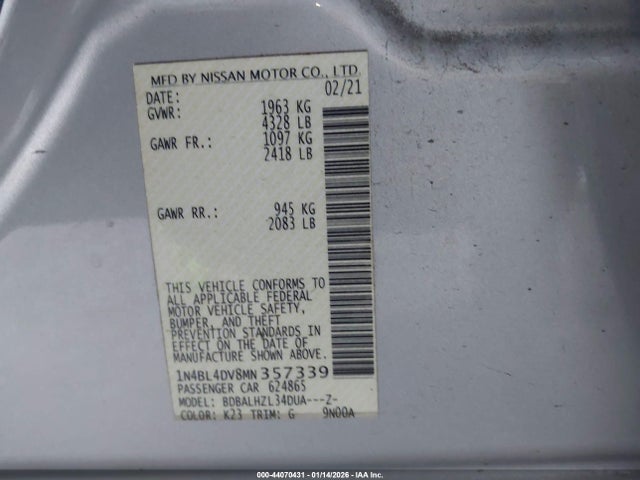 MFD BY NISSAN MOTOR CO., LTD.
DATE: 02/21
GVWR: 1963 KG
4328 LB
GAWR FR.: 1097 KG
2418 LB
GAWR RR.: 945 KG
2083 LB
THIS VEHICLE CONFORMS TO
ALL APPLICABLE FEDERAL
MOTOR VEHICLE SAFETY,
BUMPER, AND THEFT
PREVENTION STANDARDS IN
EFFECT ON THE DATE OF
MANUFACTURE SHOWN ABOVE.
1N4BL4DV8MN357339
PASSENGER CAR 624865
MODEL: BDBALHZL34DUA---Z-
COLOR: K23 TRIM: G 9N00A
000-44070431 - 01/14/2026 - IAA Inc.